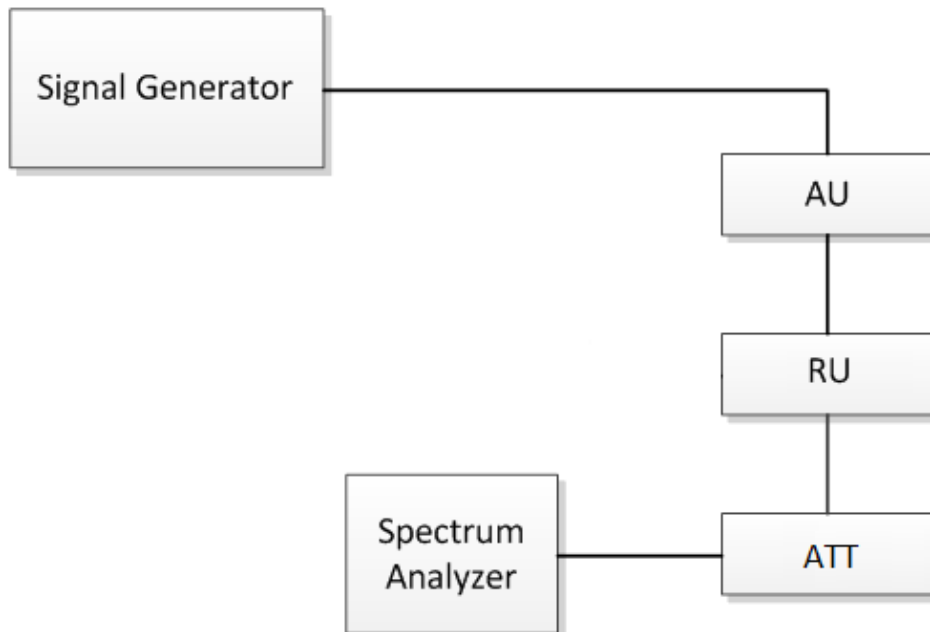 Signal Generator
AU
RU
Spectrum
Analyzer
ATT